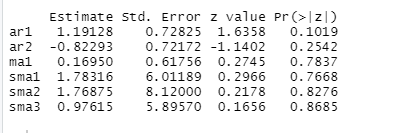 Estimate Std. Error z value Pr(>|z|)
ar1 1.19128 0.72825 1.6358 0.1019
ar2 -0.82293 0.72172 -1.1402 0.2542
ma1 0.16950 0.61756 0.2745 0.7837
sma1 1.78316 6.01189 0.2966 0.7668
sma2 1.76875 8.12000 0.2178 0.8276
sma3 0.97615 5.89570 0.1656 0.8685